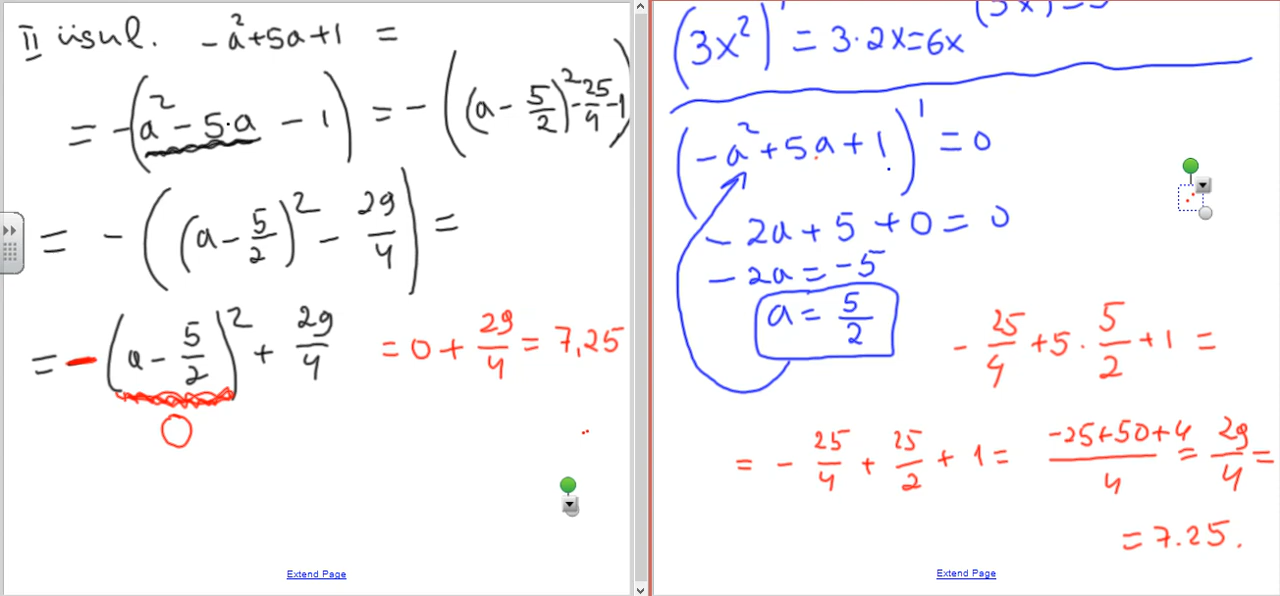 II üsul. -a²+5a+1 =
= -(a² - 5·a - 1) = -((a - 5/2)² - 25/4 - 1)
= -((a - 5/2)² - 29/4) =
= -(a - 5/2)² + 29/4 = 0 + 29/4 = 7,25
0
Extend Page
(3x²)' = 3·2x=6x
(-a²+5a+1)' = 0
-2a+5+0=0
-2a=-5
a = 5/2
-25/4 + 5·5/2 + 1 =
= -25/4 + 25/2 + 1 = (-25+50+4)/4 = 29/4 =
= 7.25.
Extend Page